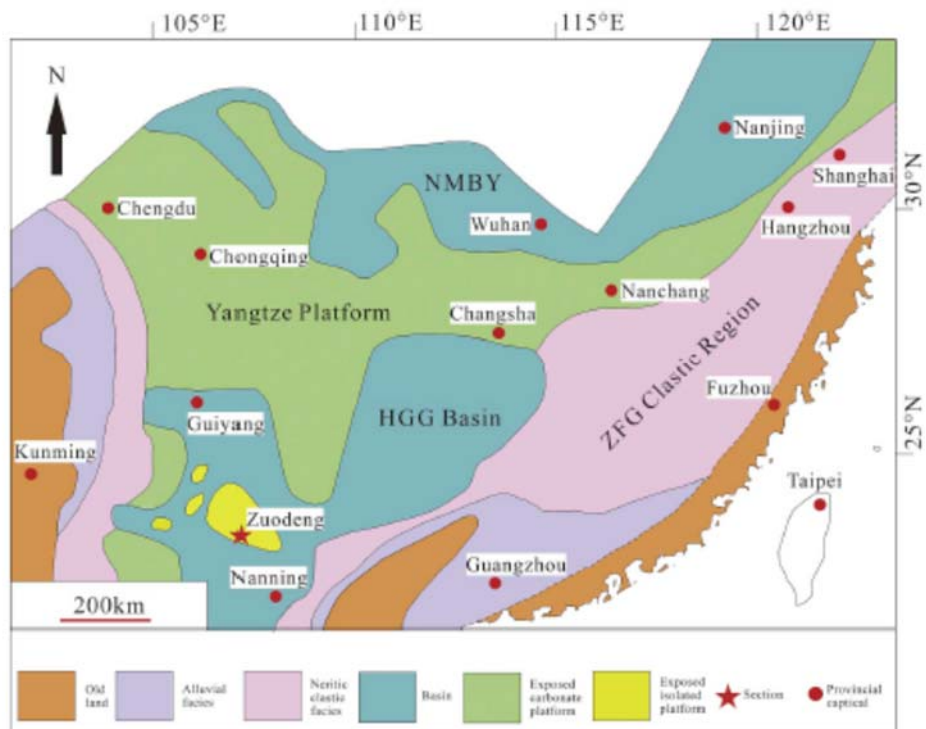 105°E
110°E
115°E
120°E
N
Nanjing
NMBY
Shanghai
30°N
Chengdu
Wuhan
Hangzhou
Chongqing
Nanchang
Yangtze Platform
Changsha
ZFG Clastic Region
Fuzhou
HGG Basin
Guiyang
25°N
Kunming
Taipei
Zuodeng
Guangzhou
Nanning
200km
Old
land
Alluvial
facies
Neritic
clastic
facies
Basin
Exposed
carbonate
platform
Exposed
isolated
platform
Section
Provincial
captical